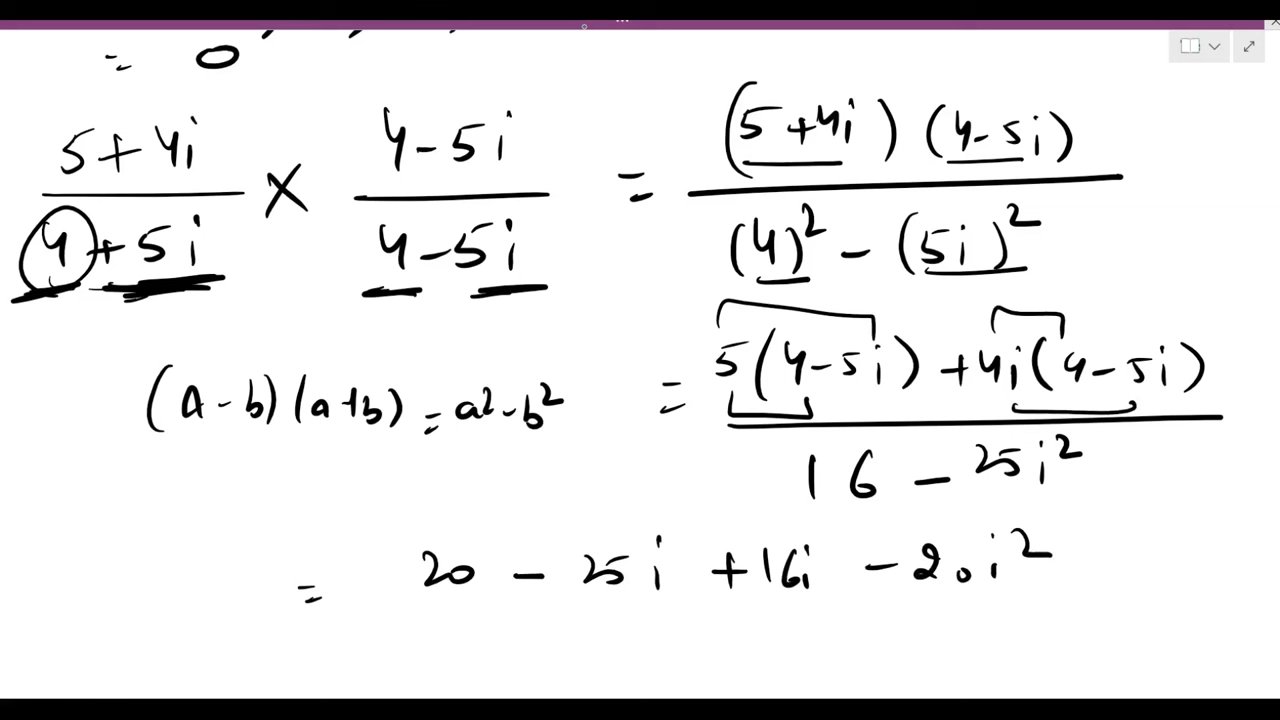 = 0
5+4i / 4+5i × 4-5i / 4-5i = (5+4i) (4-5i) / (4)² - (5i)²
(A-b)(a+b) = a²-b²
= 5(4-5i) +4i(4-5i) / 16 - 25i²
= 20 - 25i +16i - 20i²